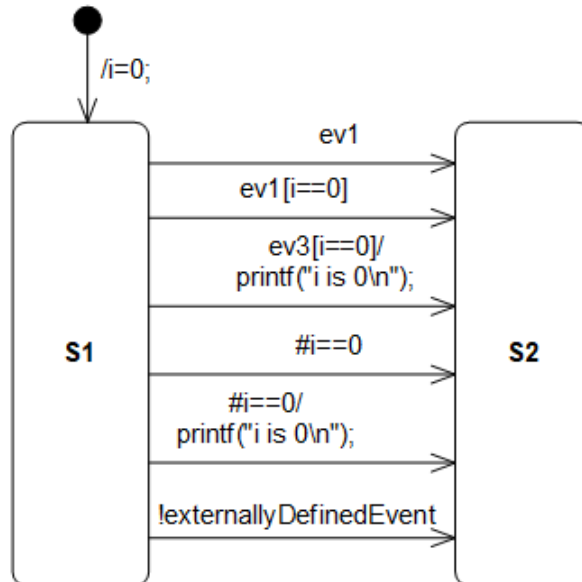 /i=0;
ev1
ev1[i==0]
ev3[i==0]/
printf("i is 0\n");
#i==0
S1
S2
#i==0/
printf("i is 0\n");
!externallyDefinedEvent